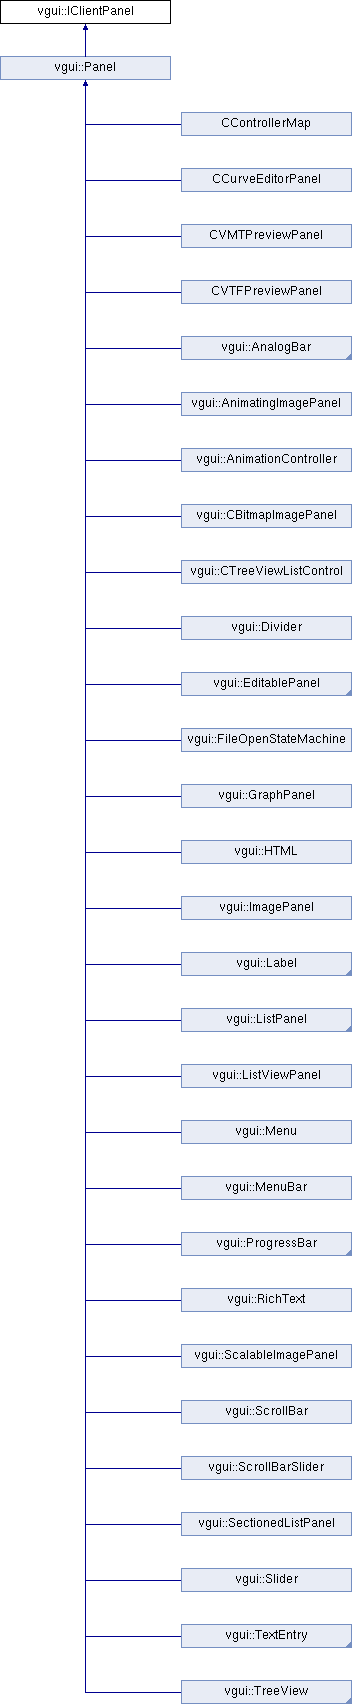 vgui::IClientPanel
vgui::Panel
CControllerMap
CCurveEditorPanel
CVMTPreviewPanel
CVTFPreviewPanel
vgui::AnalogBar
vgui::AnimatingImagePanel
vgui::AnimationController
vgui::CBitmapImagePanel
vgui::CTreeViewListControl
vgui::Divider
vgui::EditablePanel
vgui::FileOpenStateMachine
vgui::GraphPanel
vgui::HTML
vgui::ImagePanel
vgui::Label
vgui::ListPanel
vgui::ListViewPanel
vgui::Menu
vgui::MenuBar
vgui::ProgressBar
vgui::RichText
vgui::ScalableImagePanel
vgui::ScrollBar
vgui::ScrollBarSlider
vgui::SectionedListPanel
vgui::Slider
vgui::TextEntry
vgui::TreeView